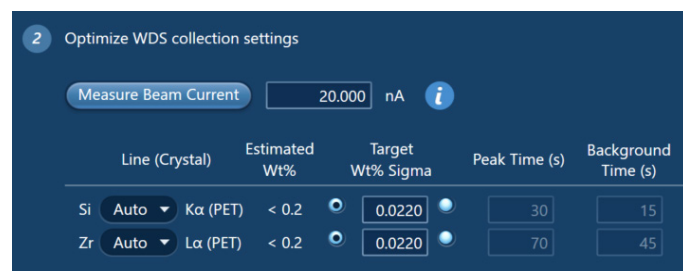 2 Optimize WDS collection settings
Measure Beam Current 20.000 nA i
Line (Crystal) Estimated Wt% Target Wt% Sigma Peak Time (s) Background Time (s)
Si Auto Kα (PET) < 0.2 0.0220 30 15
Zr Auto Lα (PET) < 0.2 0.0220 70 45